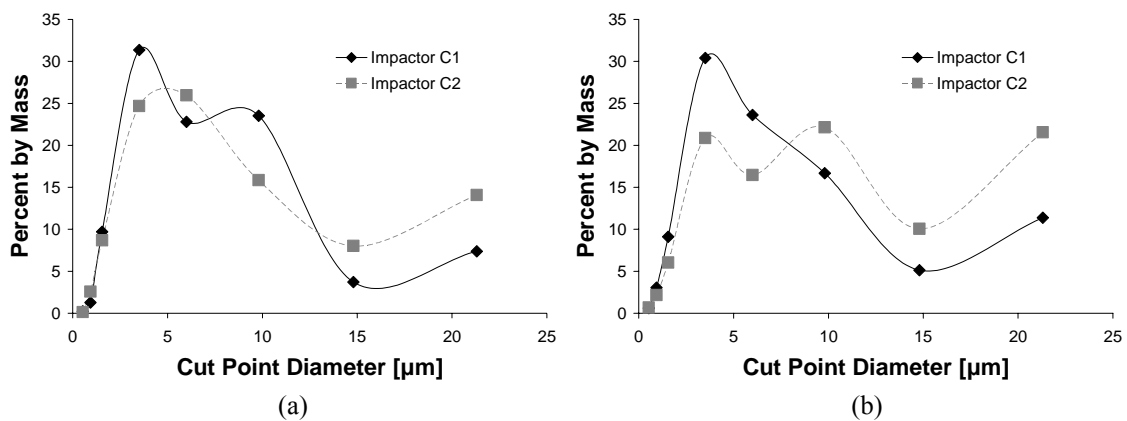 35
30
25
20
15
10
5
0
Percent by Mass
0 5 10 15 20 25
Cut Point Diameter [µm]
Impactor C1
Impactor C2
(a)
35
30
25
20
15
10
5
0
Percent by Mass
0 5 10 15 20 25
Cut Point Diameter [µm]
Impactor C1
Impactor C2
(b)